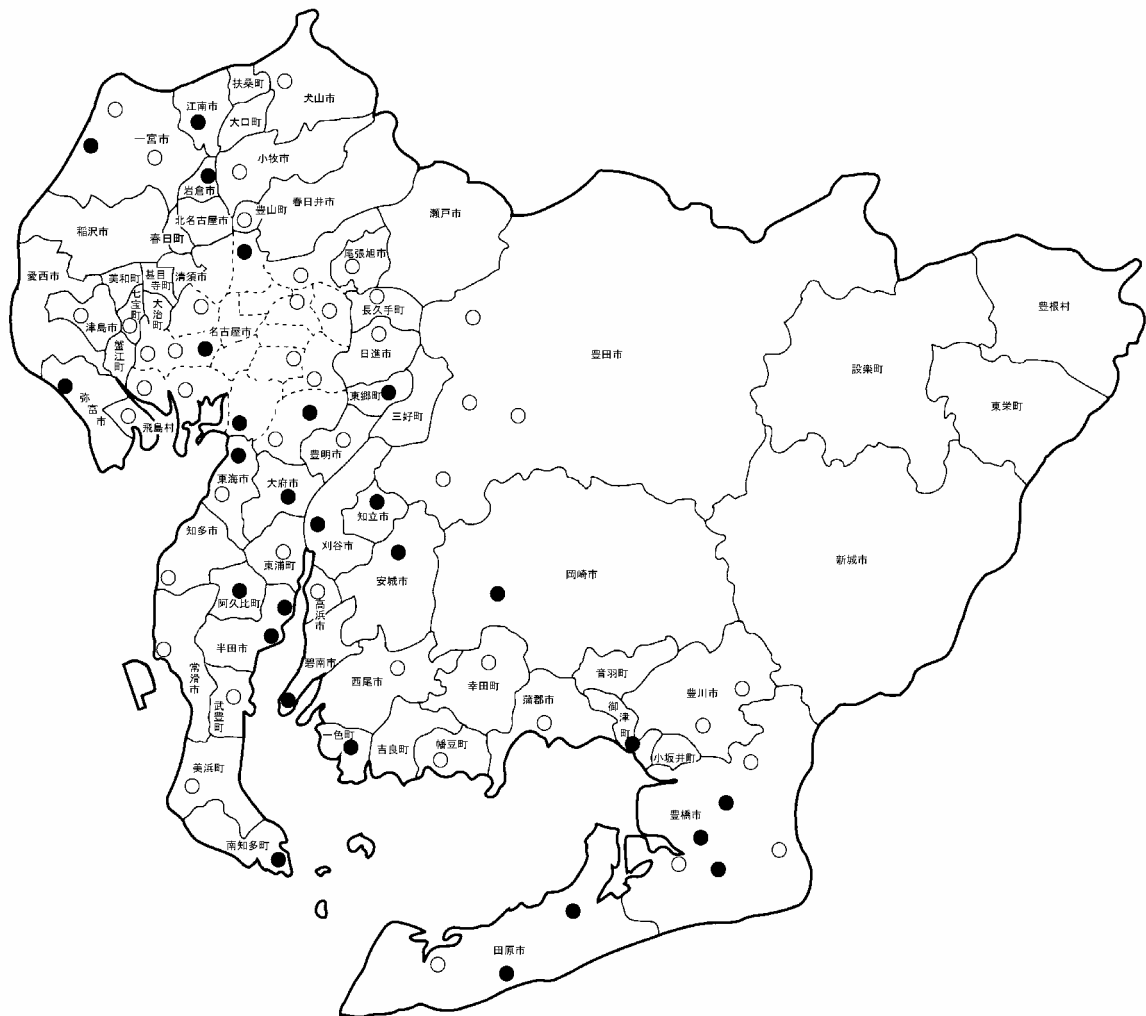 扶桑町
犬山市
江南市
大口町
一宮市
小牧市
岩倉市
春日井市
瀬戸市
豊山町
北名古屋市
稲沢市
春日町
尾張旭市
愛西市
美和町
甚目寺町
清須市
七宝町
大治町
長久手町
豊根村
津島市
名古屋市
蟹江町
日進市
豊田市
設楽町
東栄町
弥富市
飛島村
東郷町
三好町
豊明市
東海市
大府市
知立市
知多市
刈谷市
東浦町
安城市
岡崎市
新城市
阿久比町
高浜市
半田市
碧南市
常滑市
西尾市
幸田町
音羽町
蒲郡市
豊川市
御津町
武豊町
一色町
吉良町
幡豆町
小坂井町
美浜町
豊橋市
南知多町
田原市